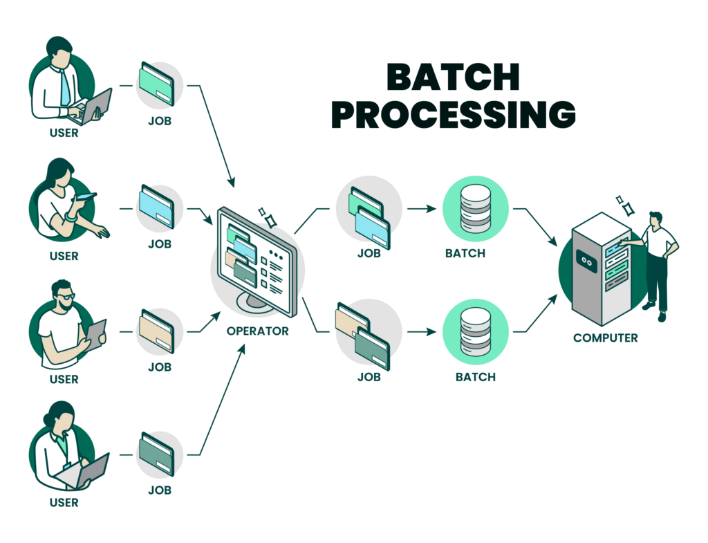 BATCH
PROCESSING
USER
JOB
USER
JOB
USER
JOB
USER
JOB
OPERATOR
JOB
BATCH
JOB
BATCH
COMPUTER